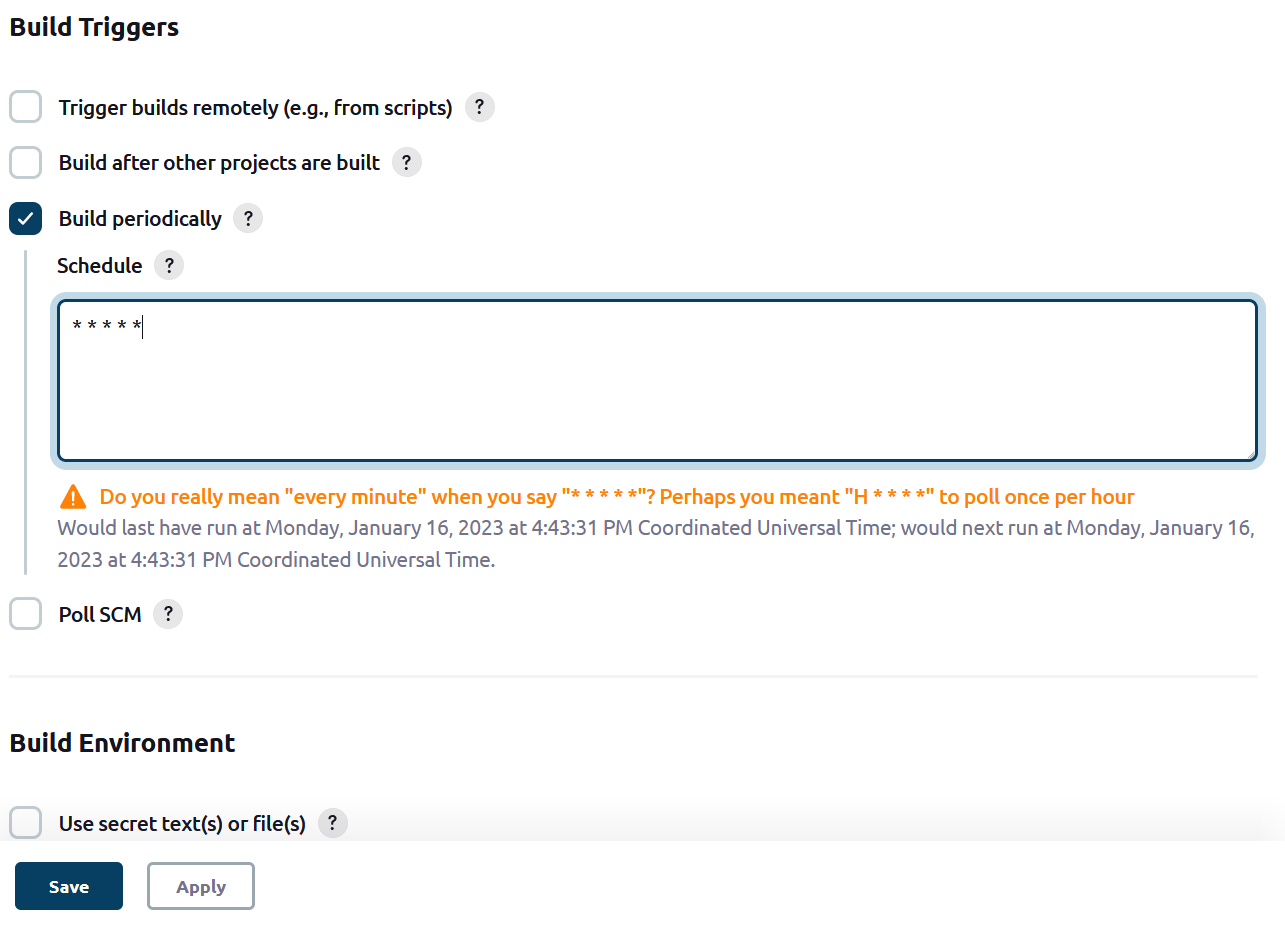 Build Triggers
Trigger builds remotely (e.g., from scripts) ?
Build after other projects are built ?
Build periodically ?
Schedule ?
* * * * *
Do you really mean "every minute" when you say "* * * * *"? Perhaps you meant "H * * * *" to poll once per hour
Would last have run at Monday, January 16, 2023 at 4:43:31 PM Coordinated Universal Time; would next run at Monday, January 16,
2023 at 4:43:31 PM Coordinated Universal Time.
Poll SCM ?
Build Environment
Use secret text(s) or file(s) ?
Save Apply